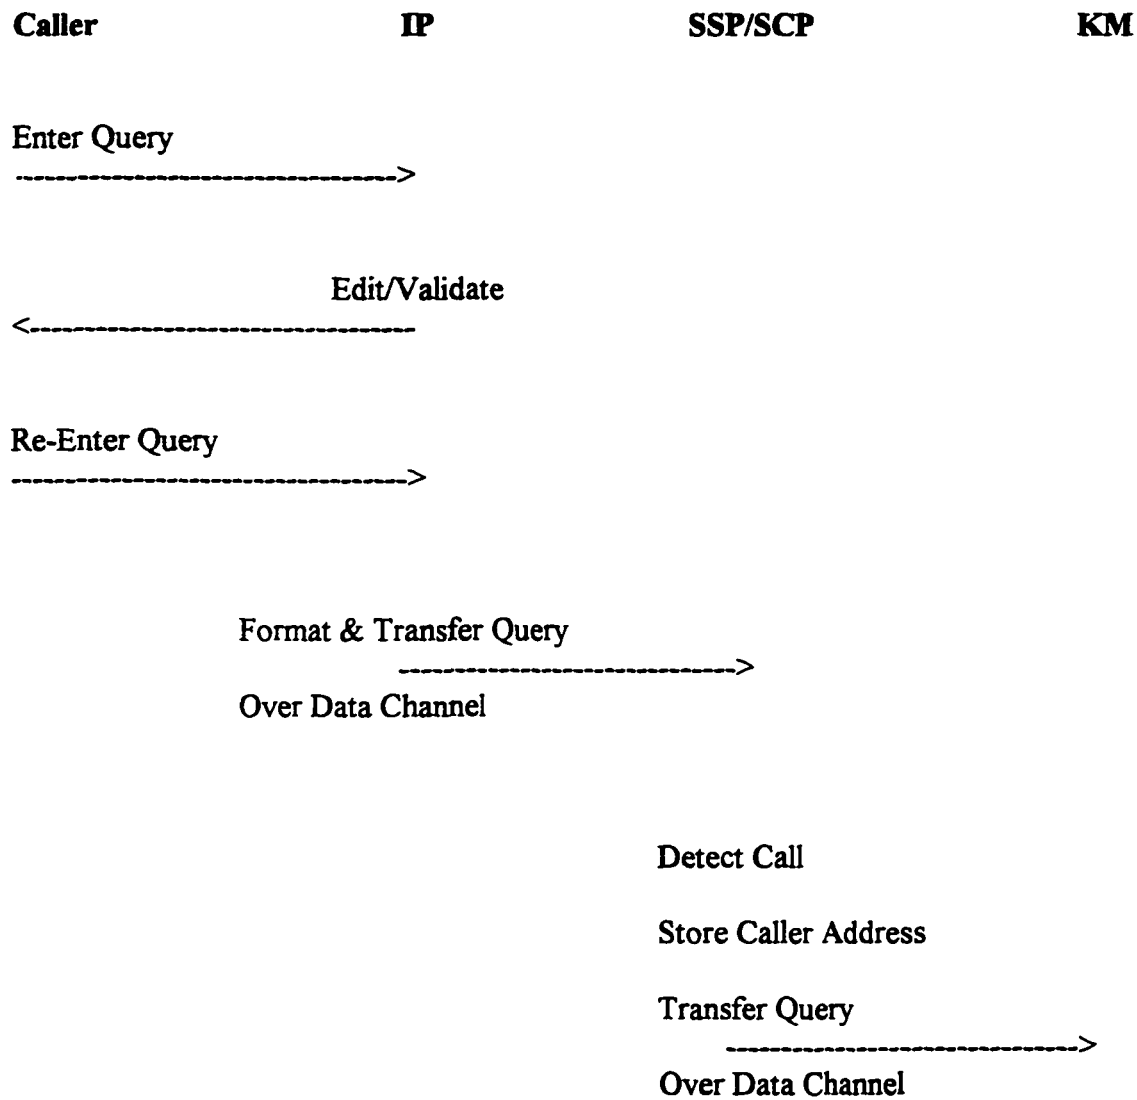 Caller IP SSP/SCP KM
Enter Query
-------------------------------->
Edit/Validate
<--------------------------------
Re-Enter Query
--------------------------------->
Format & Transfer Query
---------------------------->
Over Data Channel
Detect Call
Store Caller Address
Transfer Query
----------------------------->
Over Data Channel